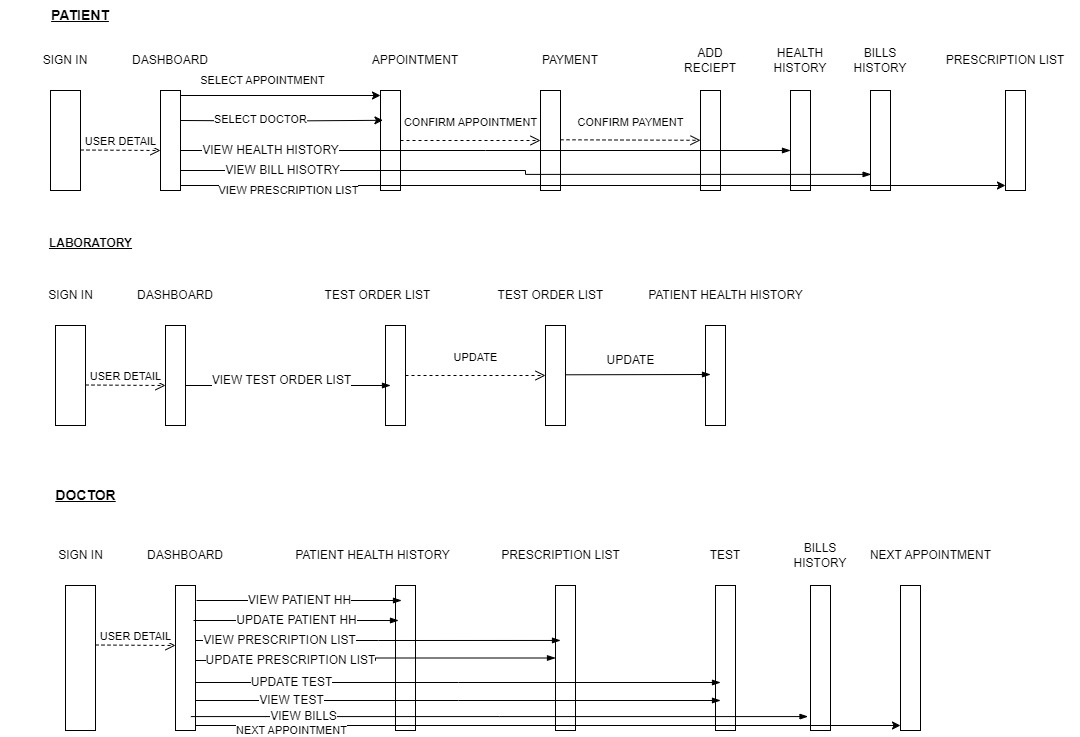 PATIENT
SIGN IN
DASHBOARD
APPOINTMENT
PAYMENT
ADD
RECIEPT
HEALTH
HISTORY
BILLS
HISTORY
PRESCRIPTION LIST
SELECT APPOINTMENT
SELECT DOCTOR
CONFIRM APPOINTMENT
CONFIRM PAYMENT
USER DETAIL
VIEW HEALTH HISTORY
VIEW BILL HISOTRY
VIEW PRESCRIPTION LIST
LABORATORY
SIGN IN
DASHBOARD
TEST ORDER LIST
TEST ORDER LIST
PATIENT HEALTH HISTORY
USER DETAIL
VIEW TEST ORDER LIST
UPDATE
UPDATE
DOCTOR
SIGN IN
DASHBOARD
PATIENT HEALTH HISTORY
PRESCRIPTION LIST
TEST
BILLS
HISTORY
NEXT APPOINTMENT
VIEW PATIENT HH
UPDATE PATIENT HH
USER DETAIL
VIEW PRESCRIPTION LIST
UPDATE PRESCRIPTION LIST
UPDATE TEST
VIEW TEST
VIEW BILLS
NEXT APPOINTMENT